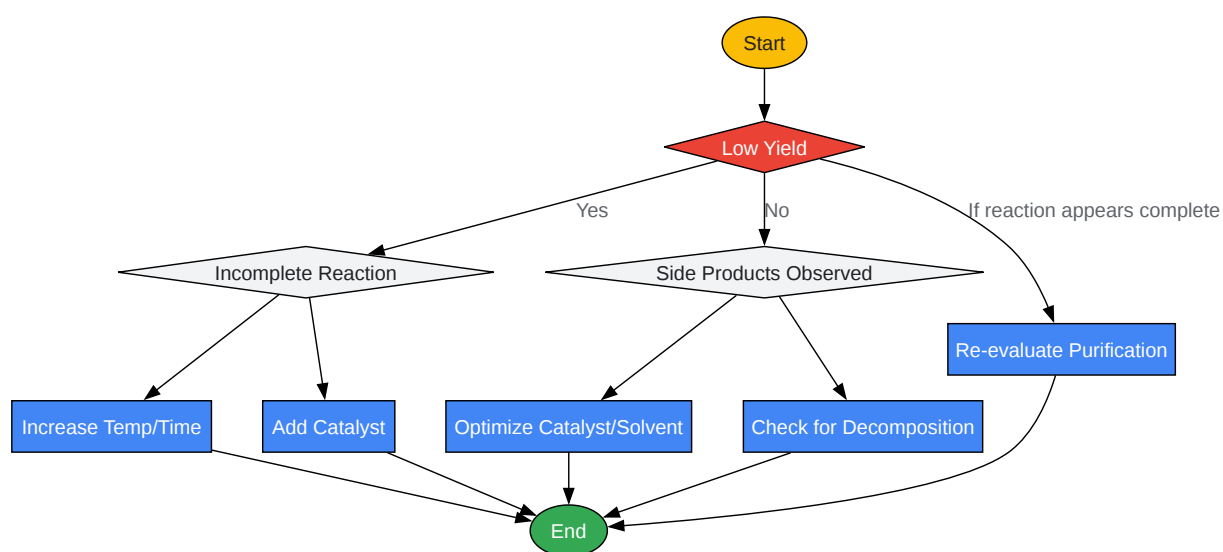 Start
Low Yield
Yes
No
If reaction appears complete
Incomplete Reaction
Side Products Observed
Re-evaluate Purification
Increase Temp/Time
Add Catalyst
Optimize Catalyst/Solvent
Check for Decomposition
End